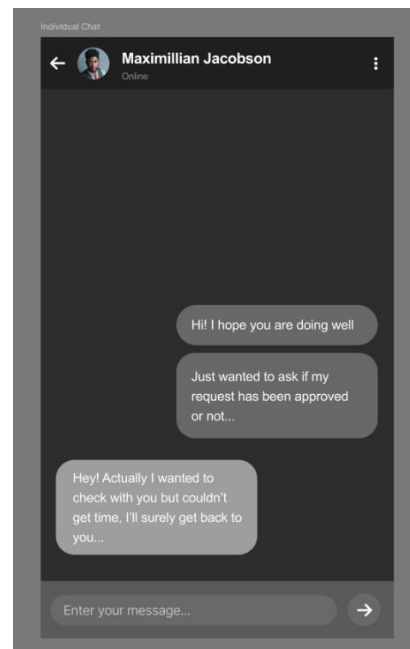 Individual Chat
Maximillian Jacobson
Online
Hi! I hope you are doing well
Just wanted to ask if my
request has been approved
or not...
Hey! Actually I wanted to
check with you but couldn't
get time, I'll surely get back to
you...
Enter your message...